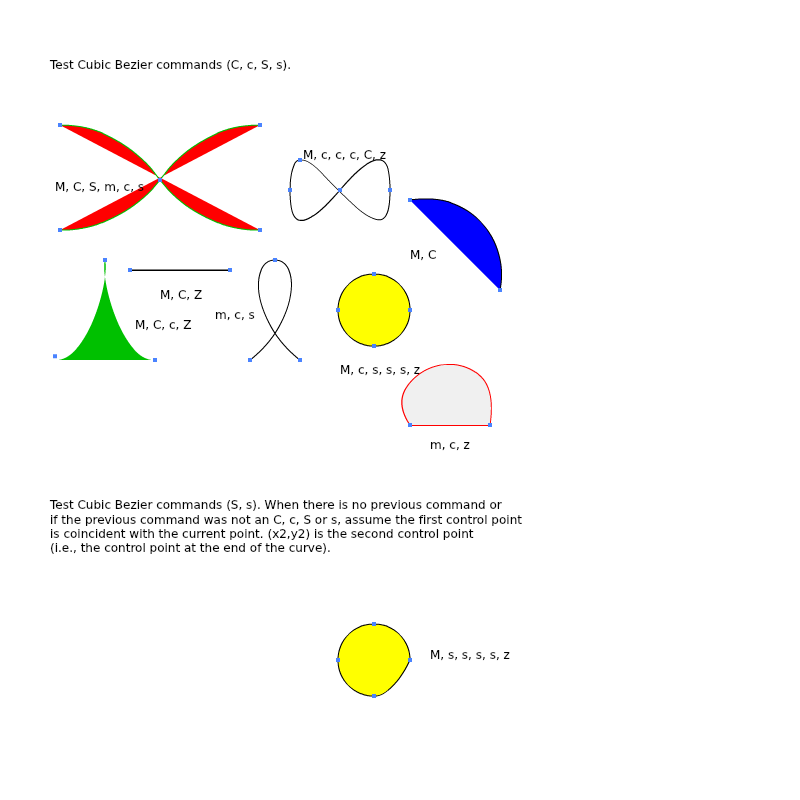 Test Cubic Bezier commands (C, c, S, s).
M, c, c, c, C, z
M, C, S, m, c, s
M, C
M, C, Z
m, c, s
M, C, c, Z
M, c, s, s, s, z
m, c, z
Test Cubic Bezier commands (S, s). When there is no previous command or
if the previous command was not an C, c, S or s, assume the first control point
is coincident with the current point. (x2,y2) is the second control point
(i.e., the control point at the end of the curve).
M, s, s, s, s, z